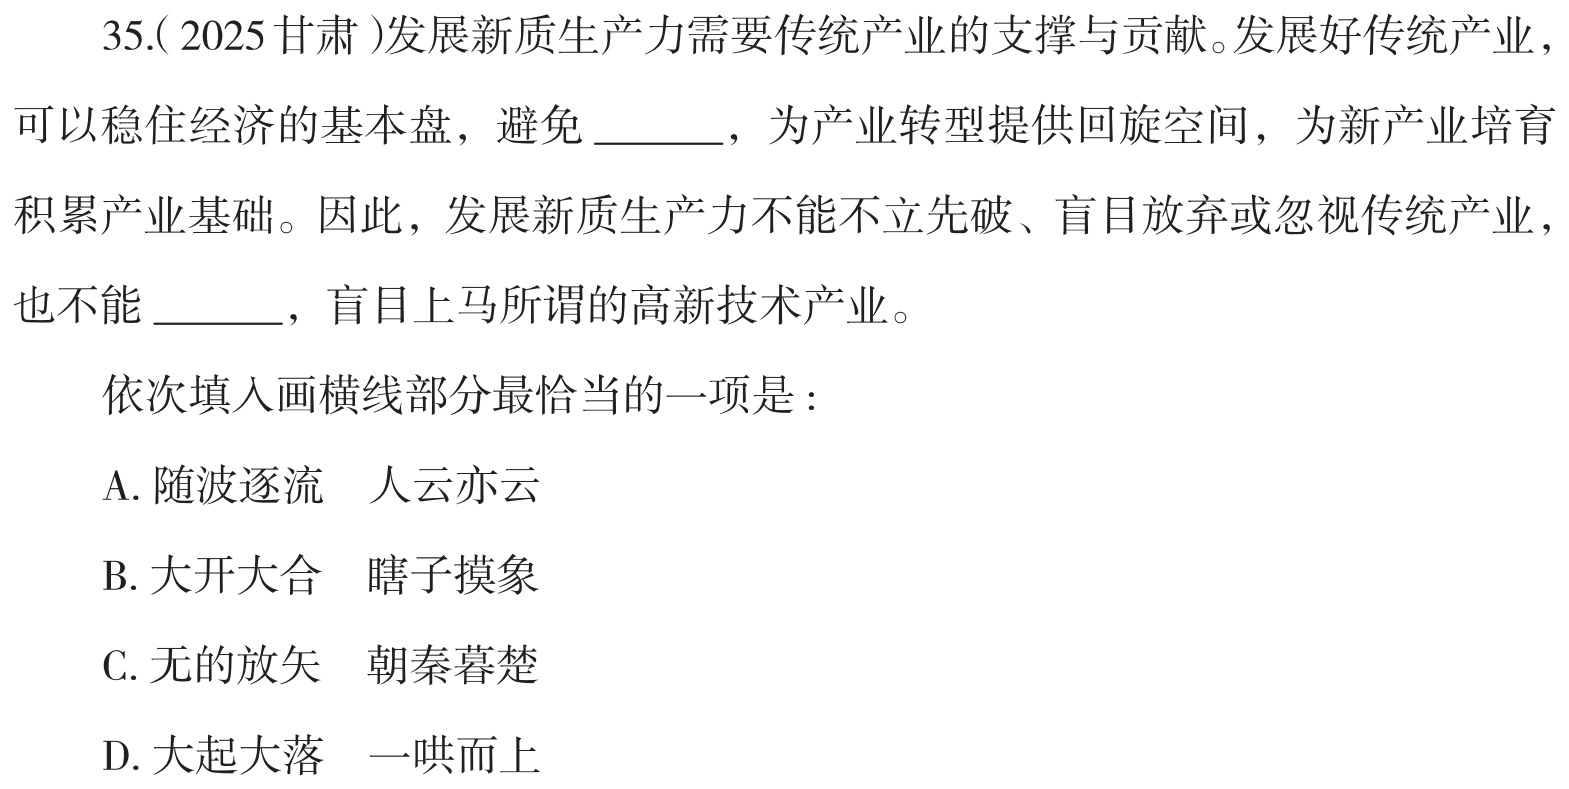 35.(2025甘肃)发展新质生产力需要传统产业的支撑与贡献。发展好传统产业,
可以稳住经济的基本盘，避免______，为产业转型提供回旋空间，为新产业培育
积累产业基础。因此，发展新质生产力不能不立先破、盲目放弃或忽视传统产业，
也不能______，盲目上马所谓的高新技术产业。
依次填入画横线部分最恰当的一项是：
A. 随波逐流　人云亦云
B. 大开大合　瞎子摸象
C. 无的放矢　朝秦暮楚
D. 大起大落　一哄而上